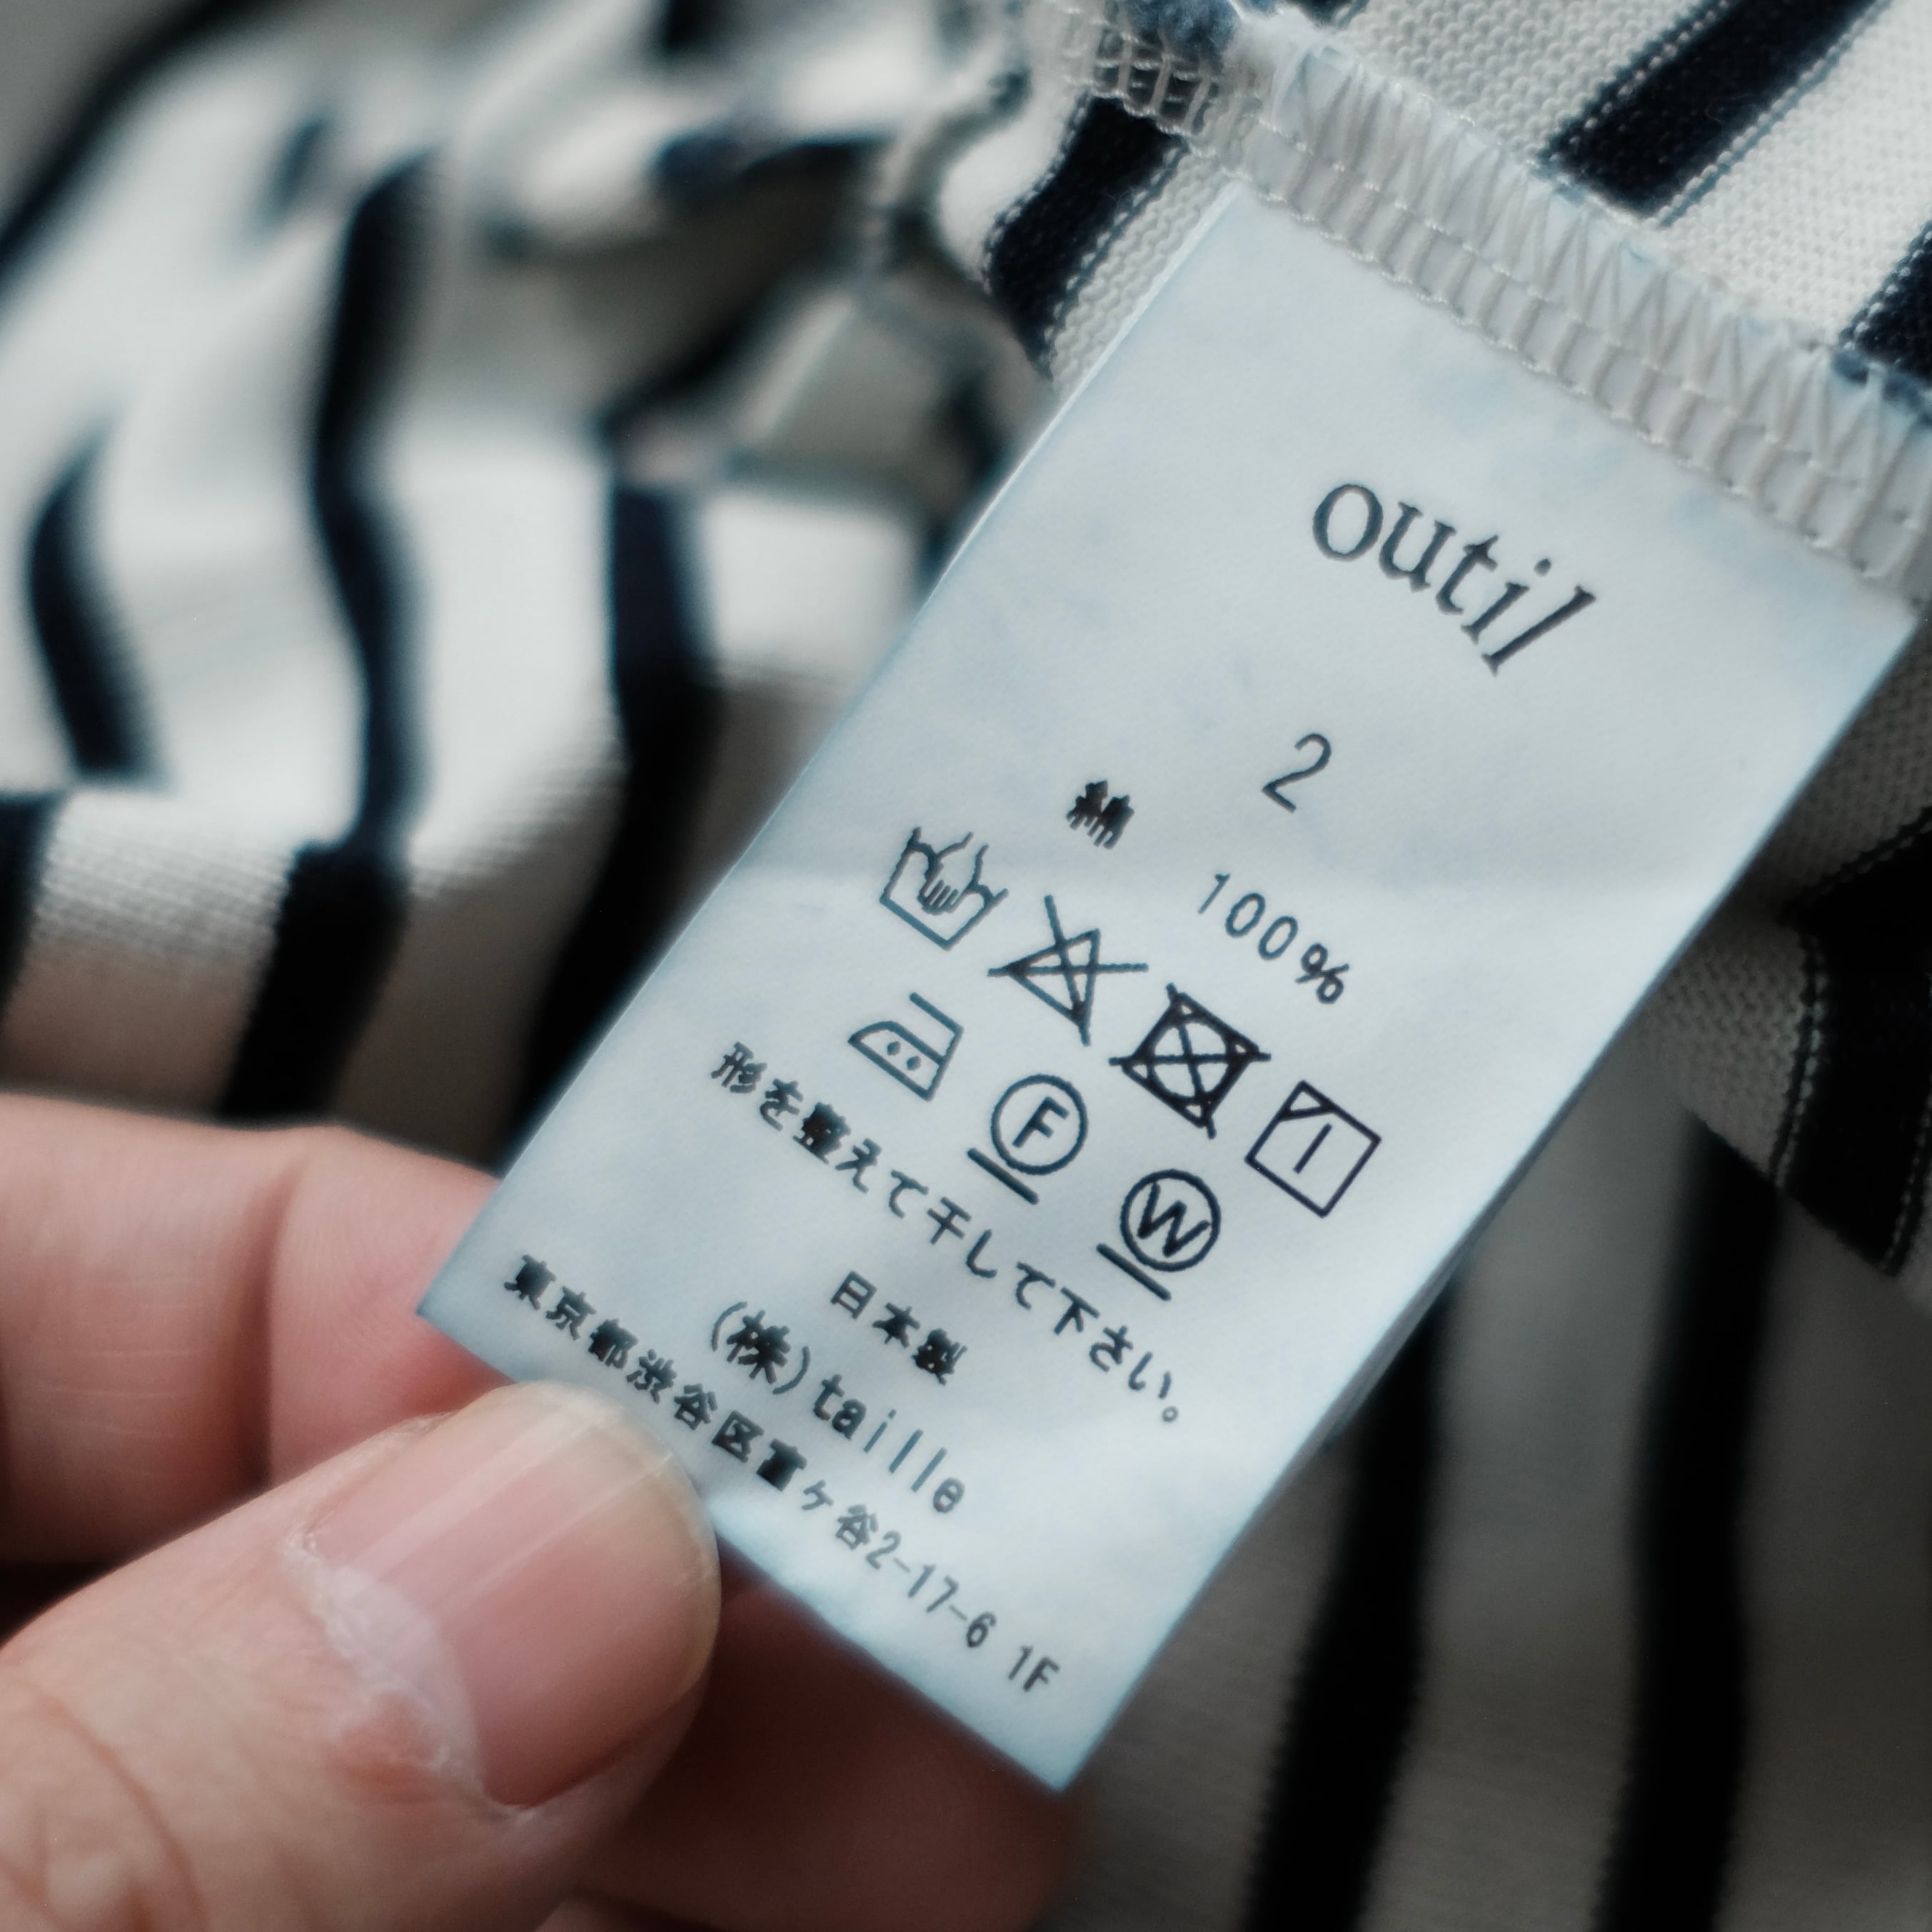 outil
2
綿 100%
F W
形を整えて干して下さい。
日本製
(株)taille
東京都渋谷区富ヶ谷2-17-6 1F